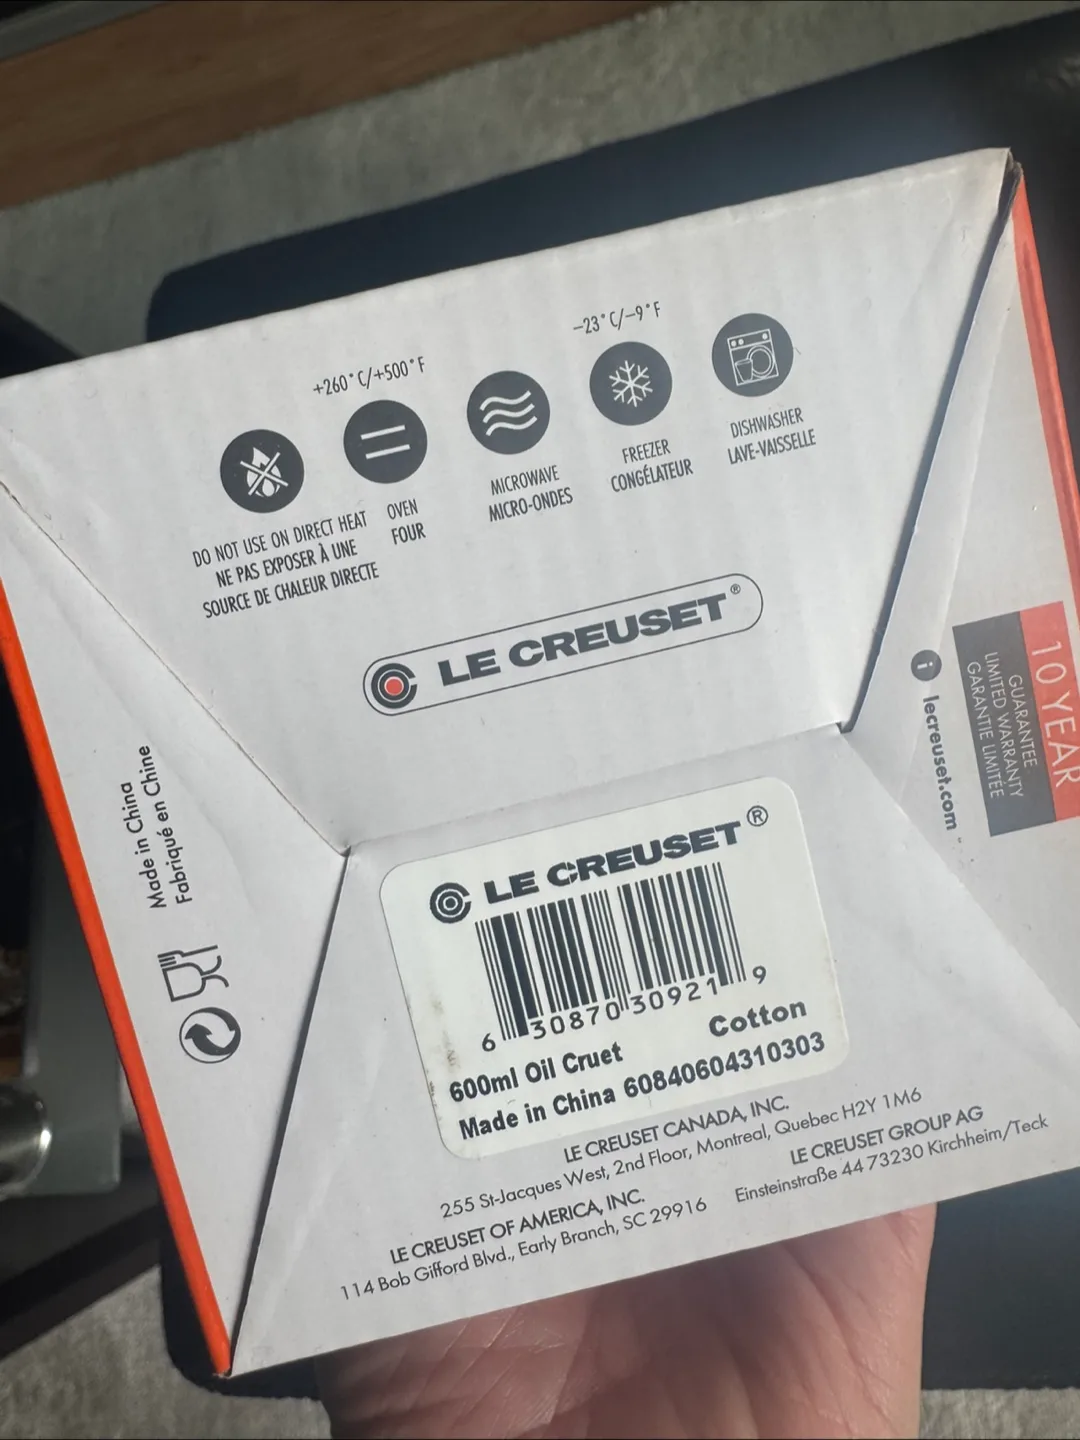 +260°C/+500°F
-23°C/-9°F
DO NOT USE ON DIRECT HEAT
NE PAS EXPOSER À UNE
SOURCE DE CHALEUR DIRECTE
OVEN
FOUR
MICROWAVE
MICRO-ONDES
FREEZER
CONGÉLATEUR
DISHWASHER
LAVE-VAISSELLE
LE CREUSET®
10 YEAR
GUARANTEE
LIMITED WARRANTY
GARANTIE LIMITÉE
i lecreuset.com
Made in China
Fabriqué en Chine
LE CREUSET®
6 30870 30921 9
Cotton
600ml Oil Cruet
Made in China 60840604310303
LE CREUSET CANADA, INC.
255 St-Jacques West, 2nd Floor, Montreal, Quebec H2Y 1M6
LE CREUSET OF AMERICA, INC.
114 Bob Gifford Blvd., Early Branch, SC 29916
LE CREUSET GROUP AG
Einsteinstraße 44 73230 Kirchheim/Teck